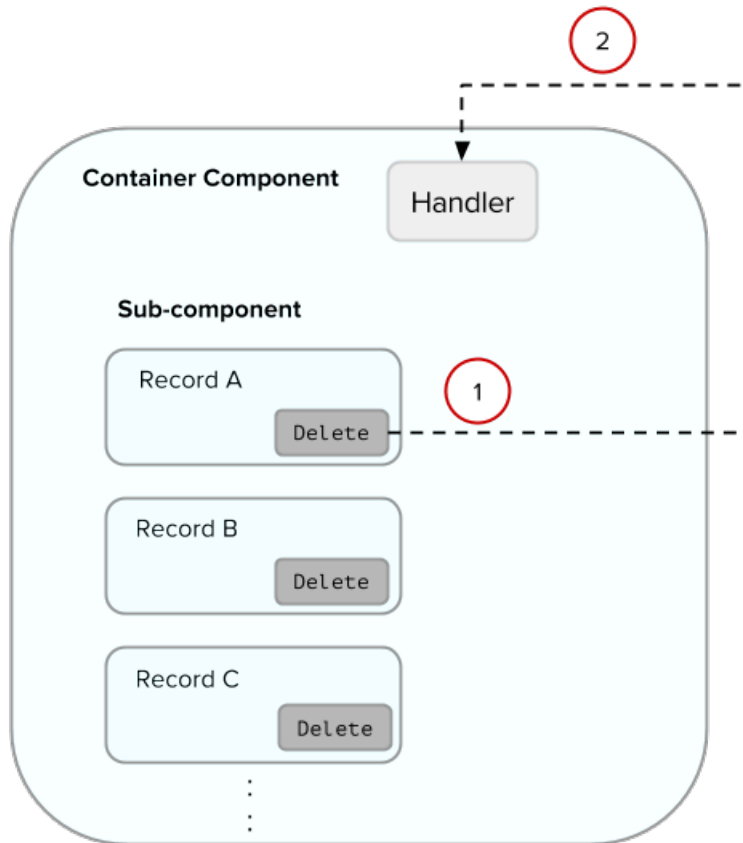 2
Container Component
Handler
Sub-component
Record A
1
Delete
Record B
Delete
Record C
Delete